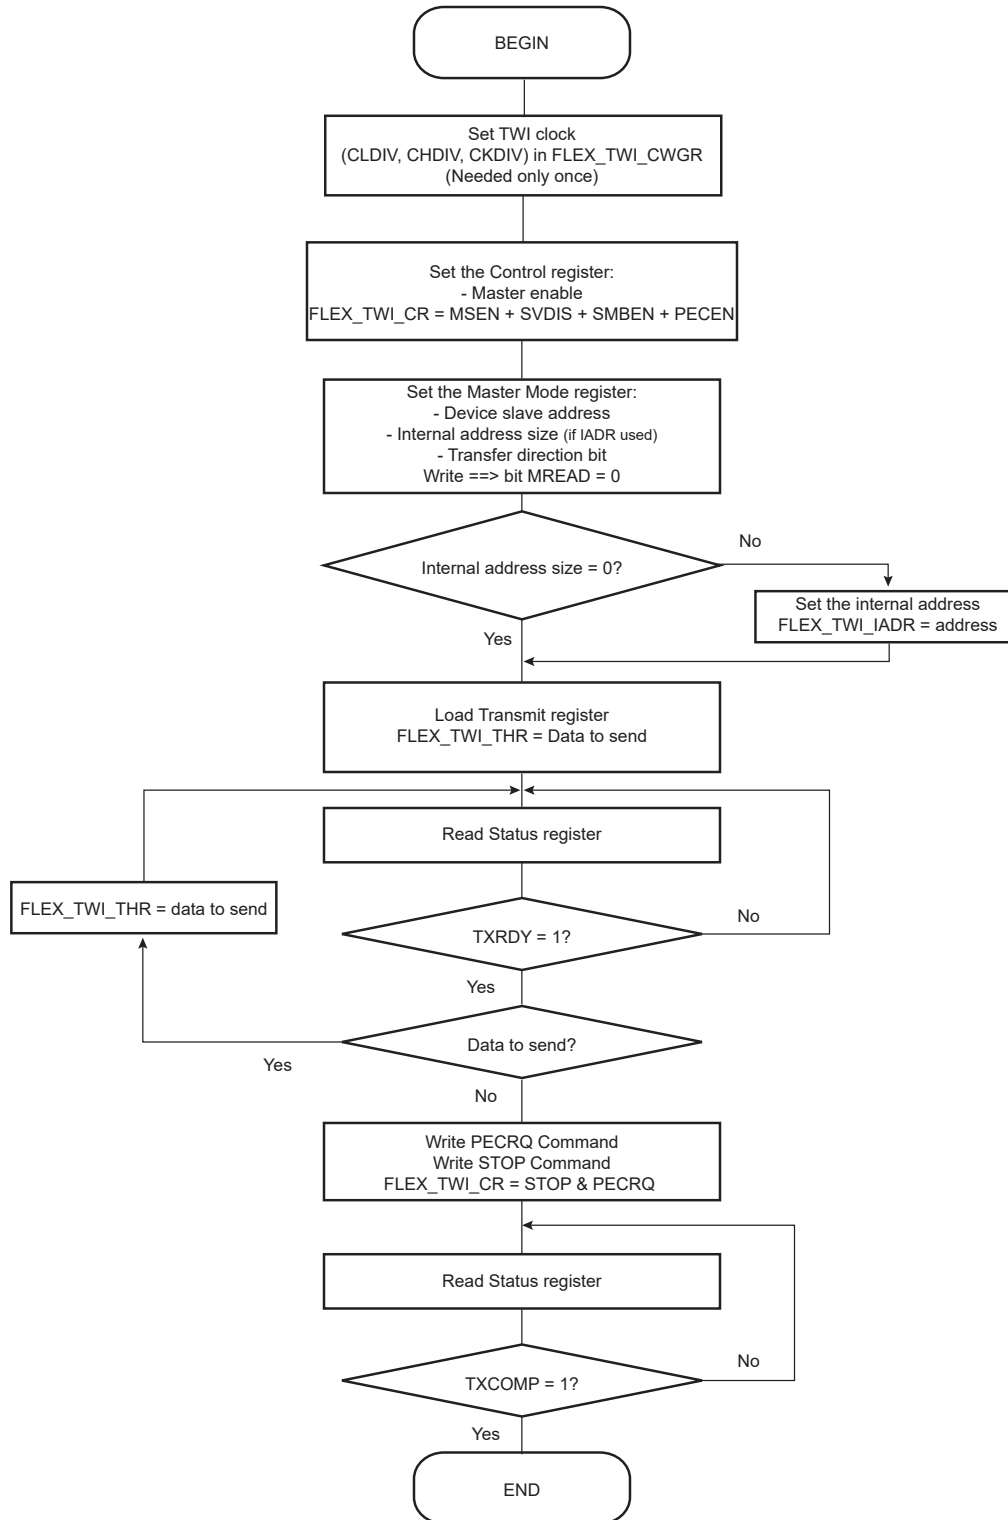 BEGIN
Set TWI clock
(CLDIV, CHDIV, CKDIV) in FLEX_TWI_CWGR
(Needed only once)
Set the Control register:
- Master enable
FLEX_TWI_CR = MSEN + SVDIS + SMBEN + PECEN
Set the Master Mode register:
- Device slave address
- Internal address size (if IADR used)
- Transfer direction bit
Write ==> bit MREAD = 0
Internal address size = 0?
No
Set the internal address
FLEX_TWI_IADR = address
Yes
Load Transmit register
FLEX_TWI_THR = Data to send
Read Status register
FLEX_TWI_THR = data to send
TXRDY = 1?
No
Yes
Data to send?
Yes
No
Write PECRQ Command
Write STOP Command
FLEX_TWI_CR = STOP & PECRQ
Read Status register
TXCOMP = 1?
No
Yes
END